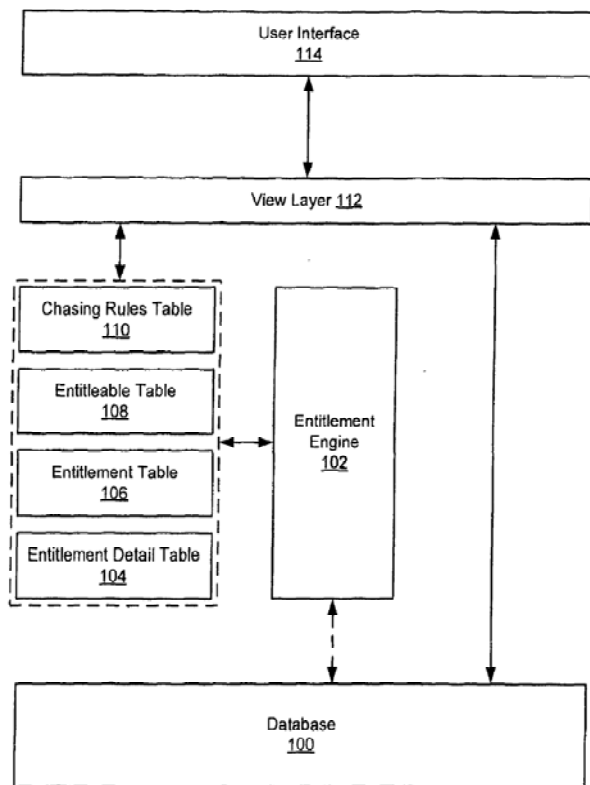 User Interface
114
View Layer 112
Chasing Rules Table
110
Entitleable Table
108
Entitlement Table
106
Entitlement Detail Table
104
Entitlement
Engine
102
Database
100